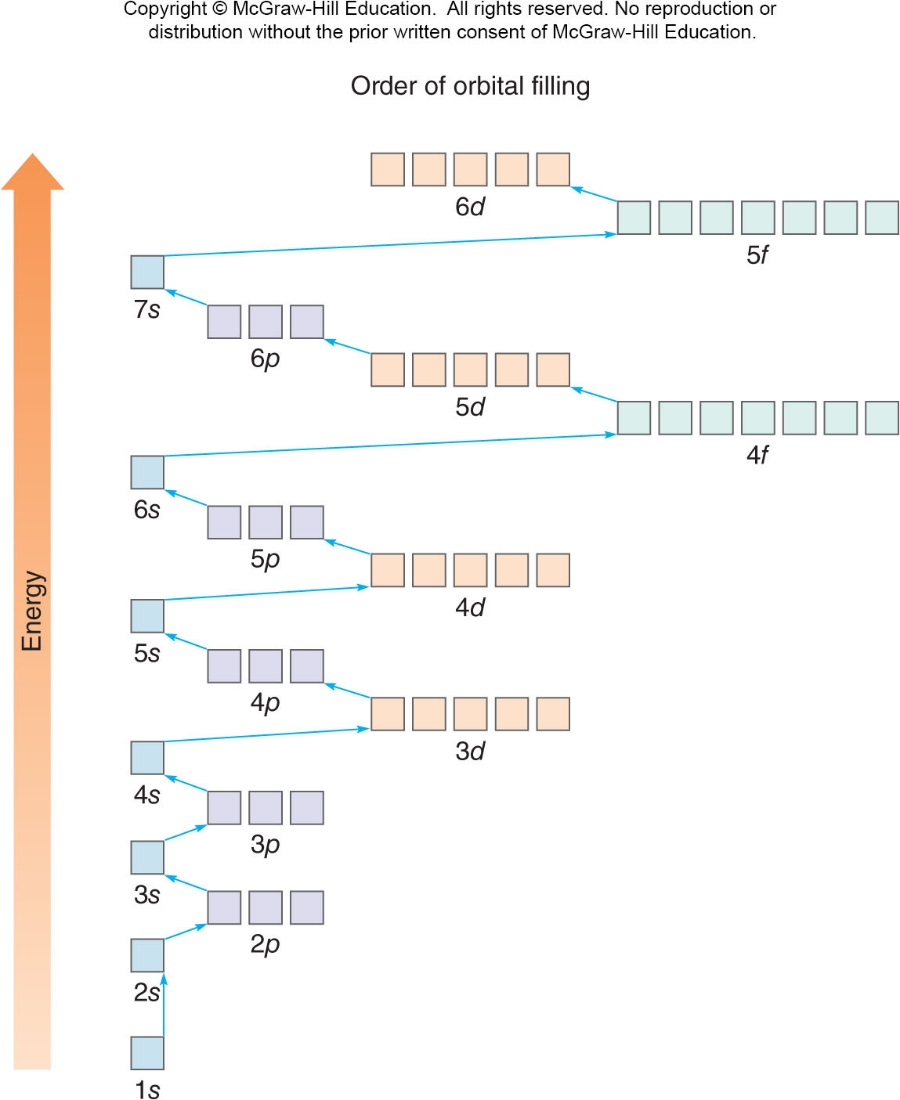 Copyright © McGraw-Hill Education. All rights reserved. No reproduction or
distribution without the prior written consent of McGraw-Hill Education.
Order of orbital filling
6d
5f
7s
6p
5d
4f
6s
5p
4d
5s
4p
3d
4s
3p
3s
2p
2s
1s
Energy